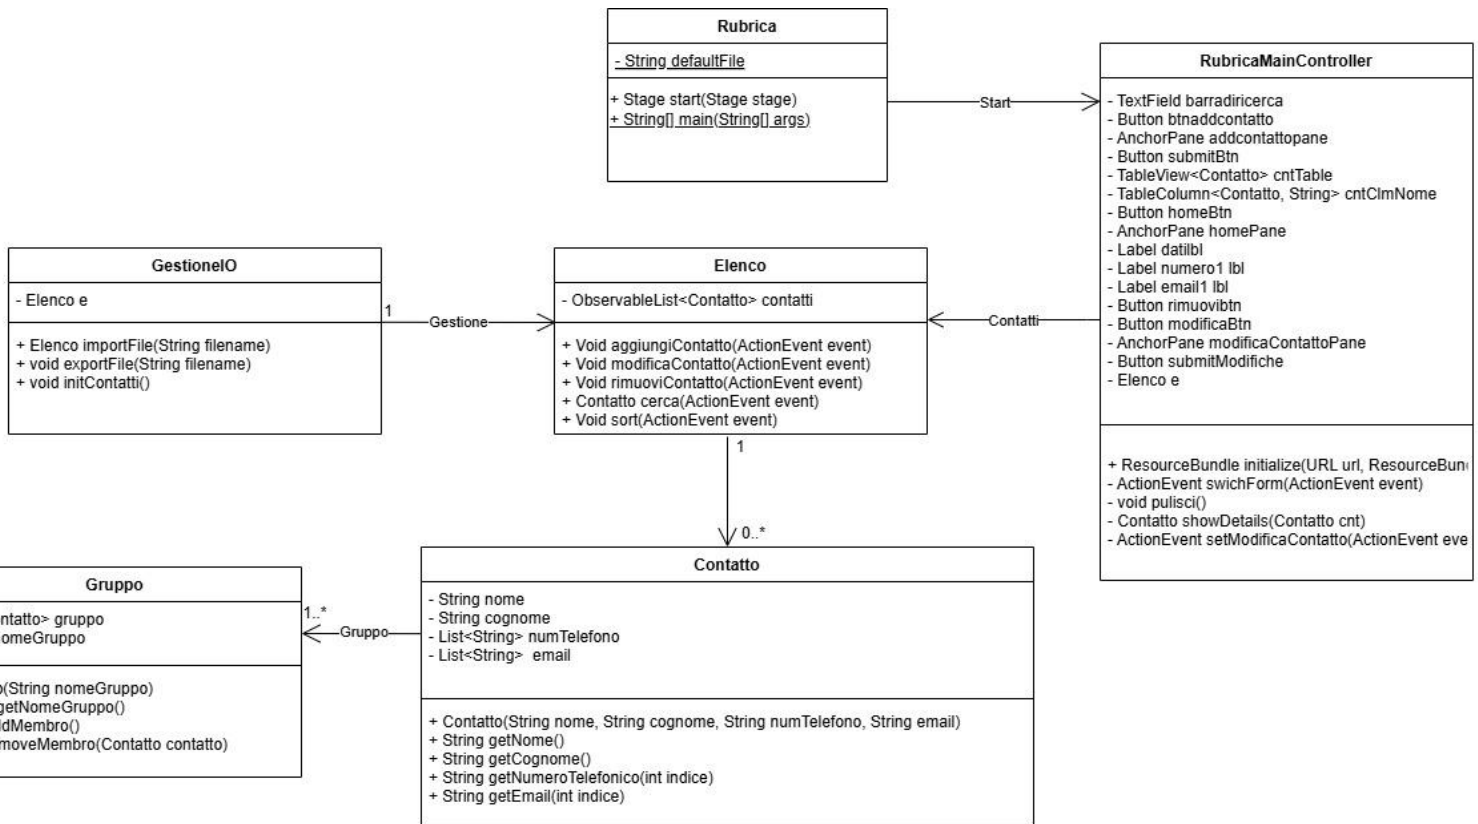 Rubrica
- String defaultFile
+ Stage start(Stage stage)
+ String[] main(String[] args)
Start
RubricaMainController
- TextField barradiricerca
- Button btnaddcontatto
- AnchorPane addcontattopane
- Button submitBtn
- TableView<Contatto> cntTable
- TableColumn<Contatto, String> cntClmNome
- Button homeBtn
- AnchorPane homePane
- Label datilbl
- Label numero1 lbl
- Label email1 lbl
- Button rimuovibtn
- Button modificaBtn
- AnchorPane modificaContattoPane
- Button submitModifiche
- Elenco e
+ ResourceBundle initialize(URL url, ResourceBun
- ActionEvent swichForm(ActionEvent event)
- void pulisci()
- Contatto showDetails(Contatto cnt)
- ActionEvent setModificaContatto(ActionEvent eve
GestioneIO
- Elenco e
+ Elenco importFile(String filename)
+ void exportFile(String filename)
+ void initContatti()
1
Gestione
Elenco
- ObservableList<Contatto> contatti
+ Void aggiungiContatto(ActionEvent event)
+ Void modificaContatto(ActionEvent event)
+ Void rimuoviContatto(ActionEvent event)
+ Contatto cerca(ActionEvent event)
+ Void sort(ActionEvent event)
Contatti
1
0..*
Gruppo
ntatto> gruppo
omeGruppo
o(String nomeGruppo)
getNomeGruppo()
ldMembro()
moveMembro(Contatto contatto)
1..*
Gruppo
Contatto
- String nome
- String cognome
- List<String> numTelefono
- List<String> email
+ Contatto(String nome, String cognome, String numTelefono, String email)
+ String getNome()
+ String getCognome()
+ String getNumeroTelefonico(int indice)
+ String getEmail(int indice)